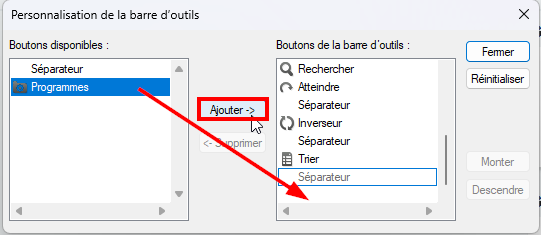 Personnalisation de la barre d'outils
Boutons disponibles :
Séparateur
Programmes
Ajouter ->
<- Supprimer
Boutons de la barre d'outils :
Rechercher
Atteindre
Séparateur
Inverseur
Séparateur
Trier
Séparateur
Fermer
Réinitialiser
Monter
Descendre